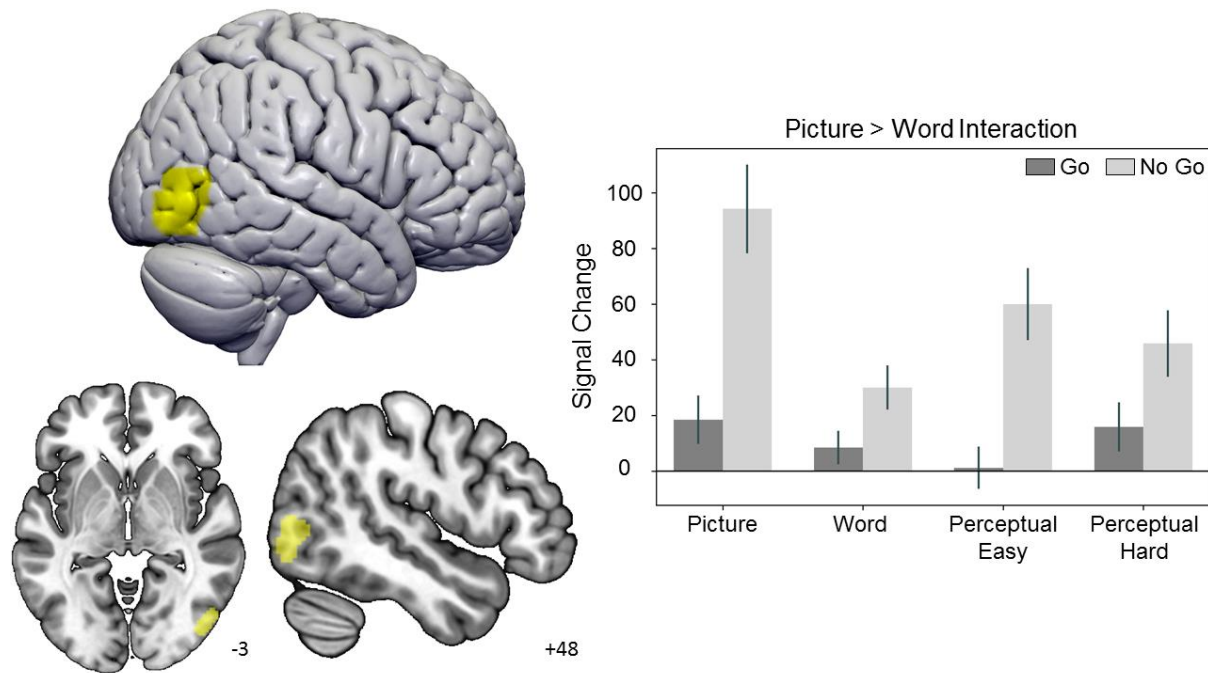 Picture > Word Interaction
Go No Go
Signal Change
100
80
60
40
20
0
Picture Word Perceptual Easy Perceptual Hard
-3
+48